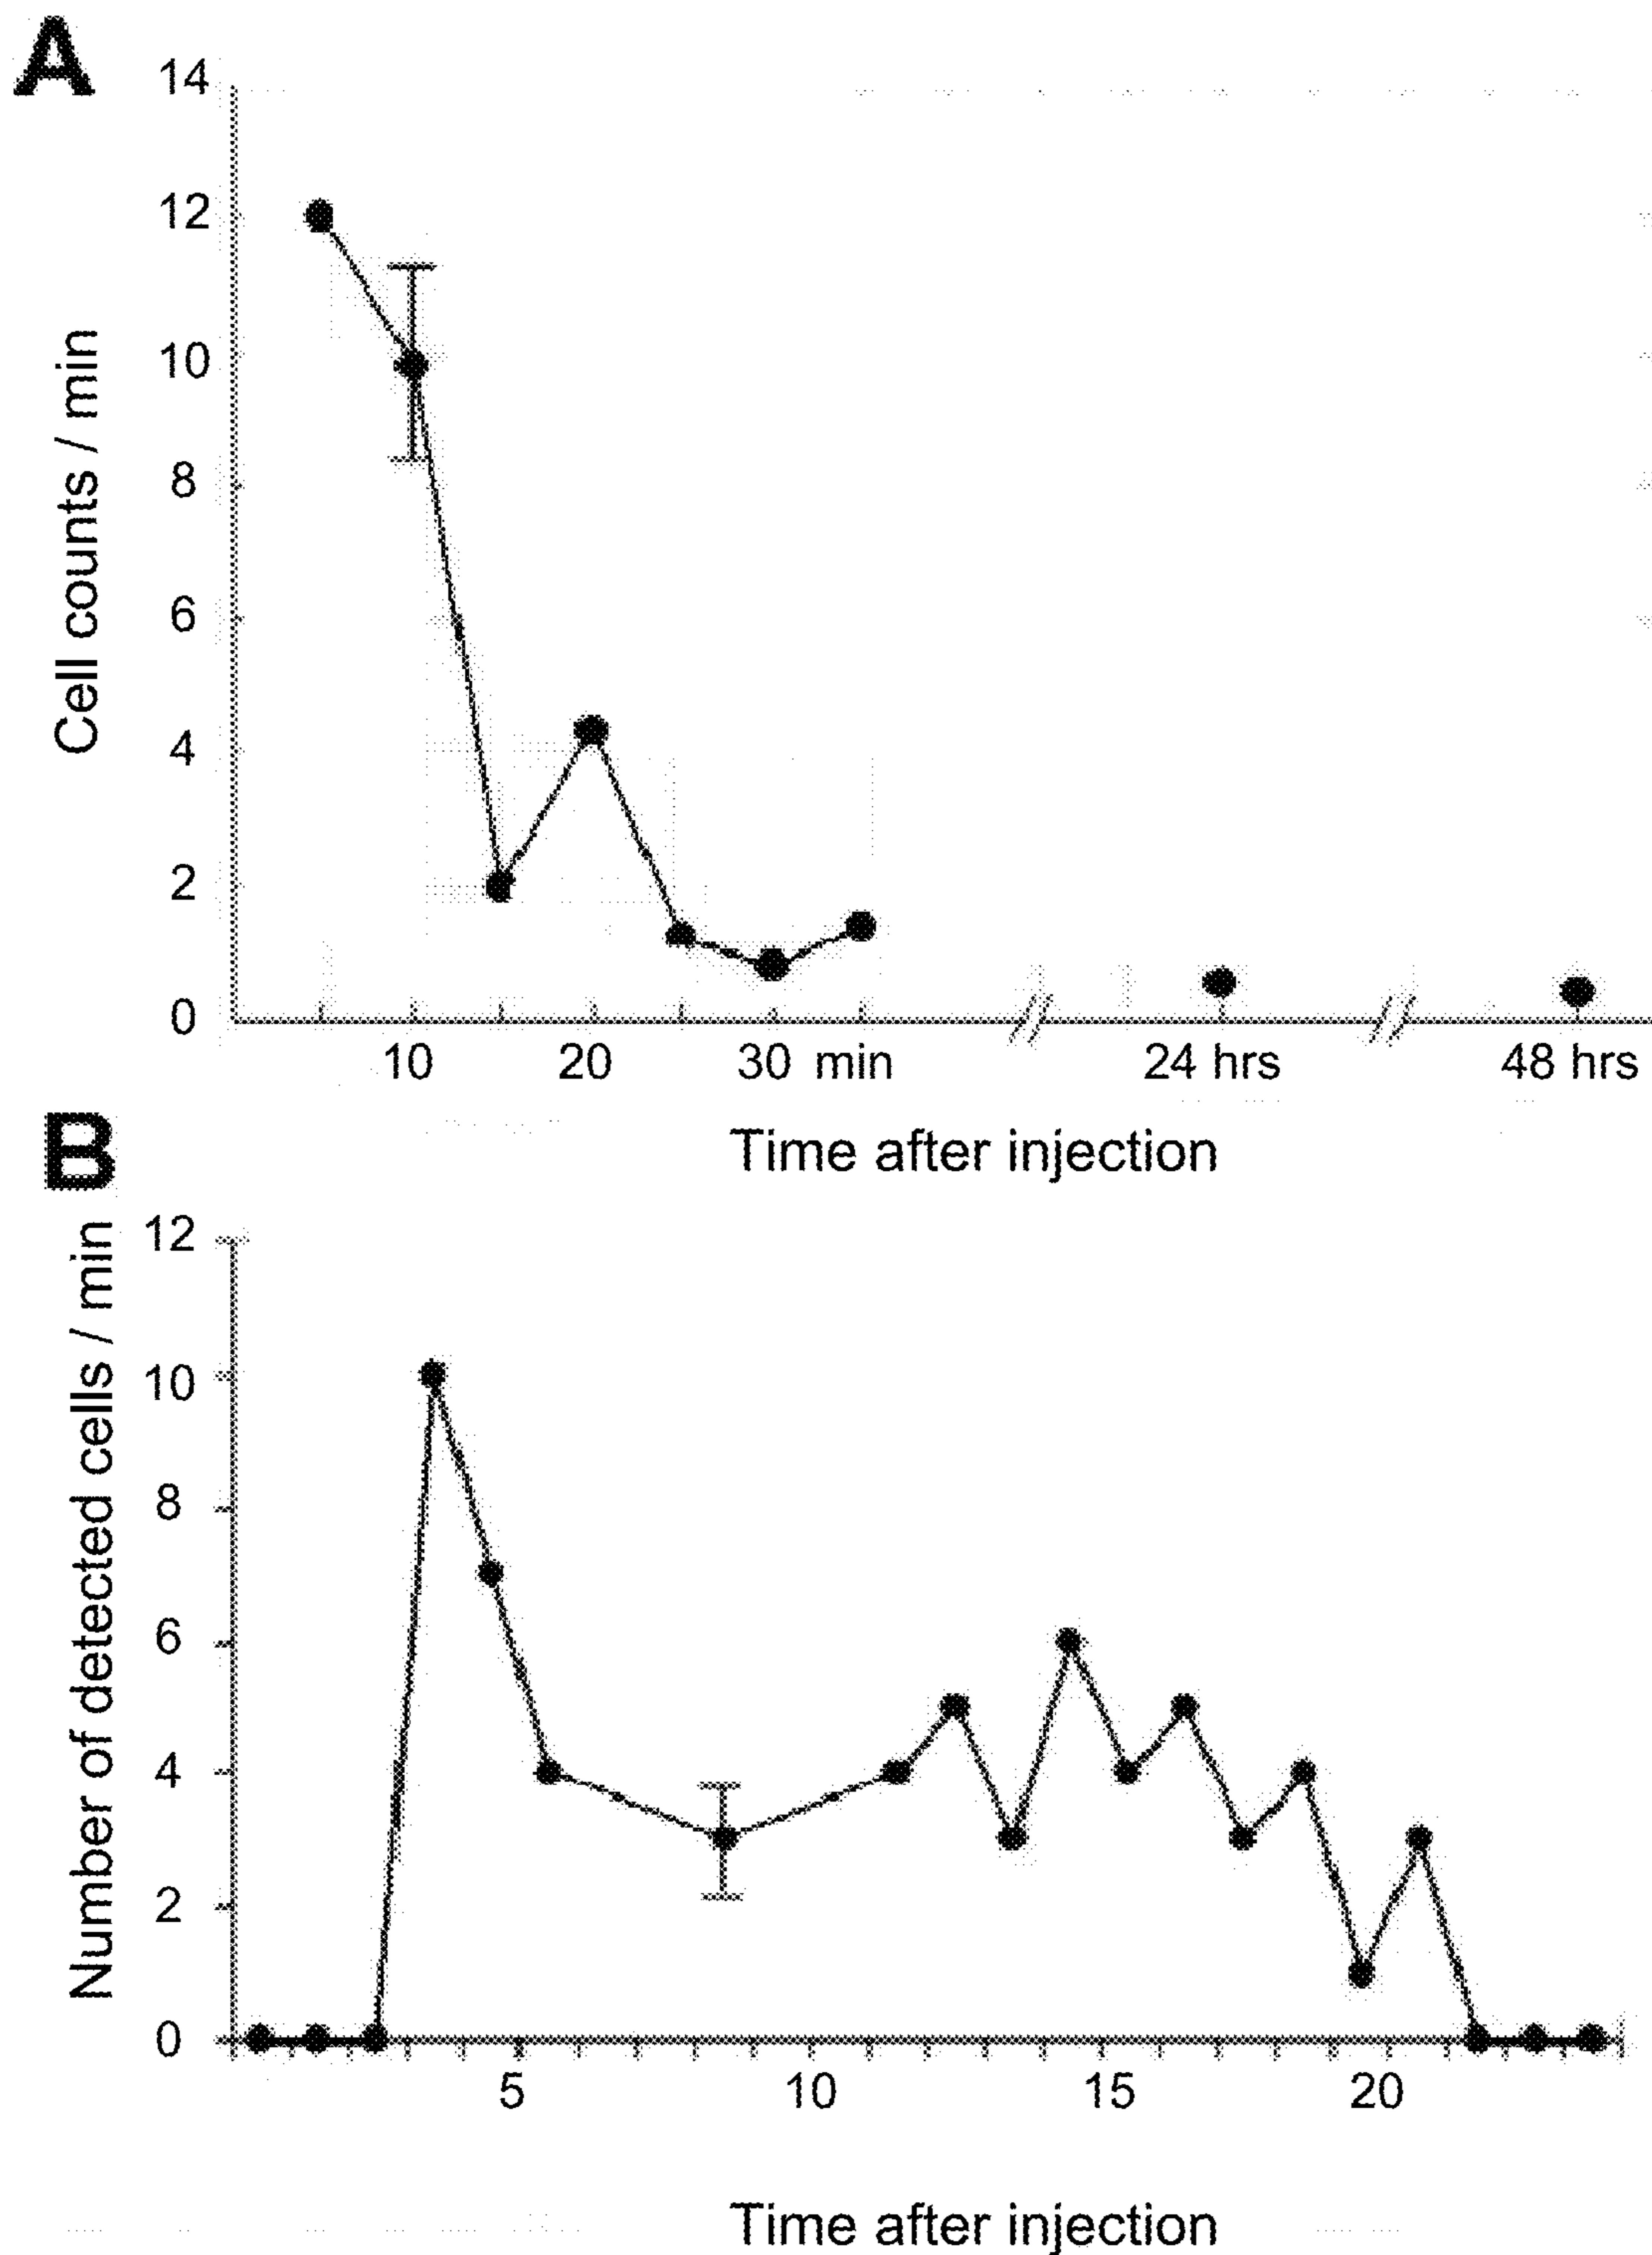 A
14
12
10
8
6
4
2
0
Cell counts / min
10 20 30 min 24 hrs 48 hrs
Time after injection
B
12
10
8
6
4
2
0
Number of detected cells / min
5 10 15 20
Time after injection